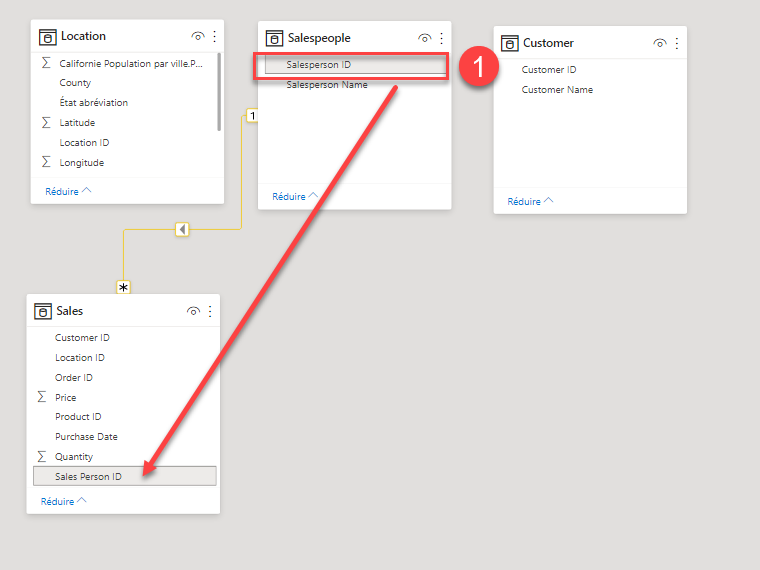 Location
Californie Population par ville.P...
County
État abréviation
Latitude
Location ID
Longitude
Réduire
Salespeople
Salesperson ID
Salesperson Name
Réduire
1
Customer
Customer ID
Customer Name
Réduire
1
*
Sales
Customer ID
Location ID
Order ID
Price
Product ID
Purchase Date
Quantity
Sales Person ID
Réduire